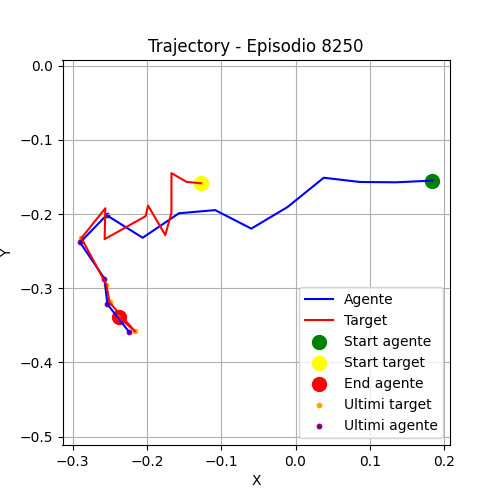 Trajectory - Episodio 8250
0.0
−0.1
−0.2
−0.3
−0.4
−0.5
Y
Agente
Target
Start agente
Start target
End agente
Ultimi target
Ultimi agente
−0.3
−0.2
−0.1
0.0
0.1
0.2
X